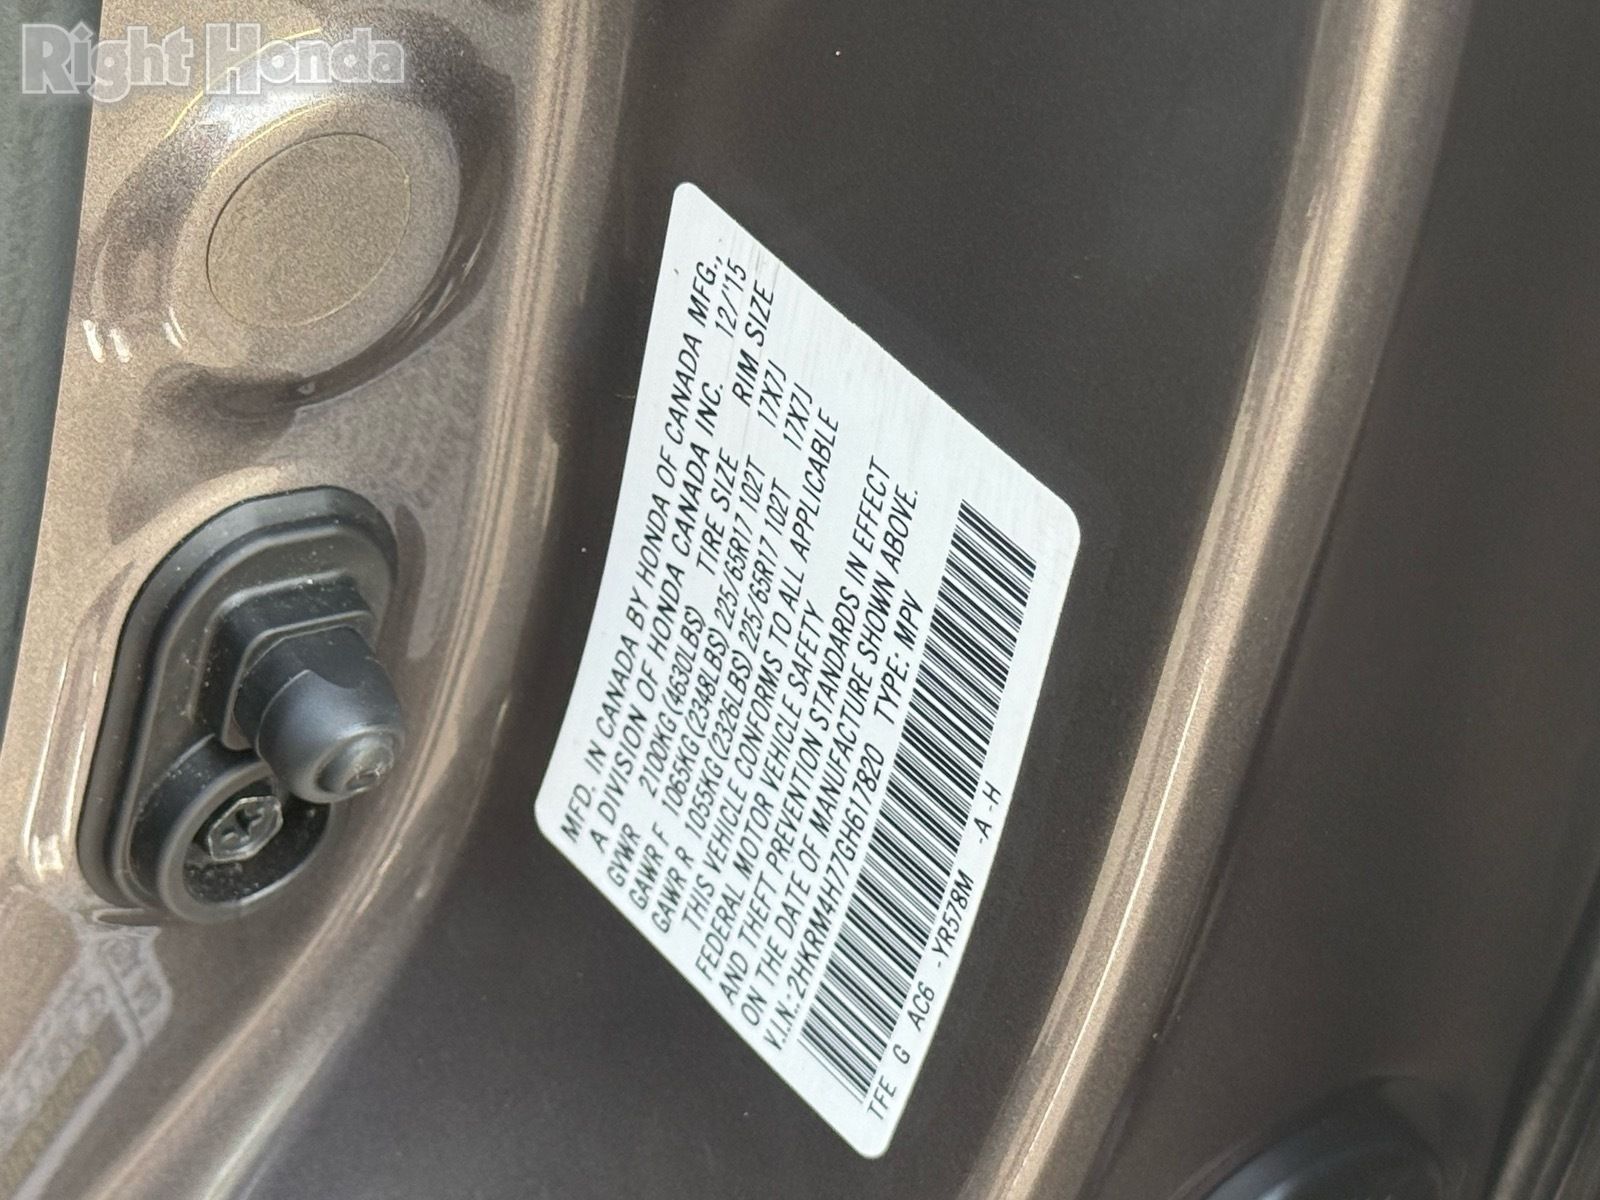 Right Honda
MFD. IN CANADA BY HONDA OF CANADA MFG.,
A DIVISION OF HONDA CANADA INC. 12/'15
GVWR 2100KG (4630LBS) TIRE SIZE RIM SIZE
GAWR F 1065KG (2348LBS) 225/65R17 102T 17X7J
GAWR R 1055KG (2326LBS) 225/65R17 102T 17X7J
THIS VEHICLE CONFORMS TO ALL APPLICABLE
FEDERAL MOTOR VEHICLE SAFETY
AND THEFT PREVENTION STANDARDS IN EFFECT
ON THE DATE OF MANUFACTURE SHOWN ABOVE.
V.I.N.:2HKRM4H77GH617820 TYPE: MPV
TFE G AC6 -YR578M -A -H